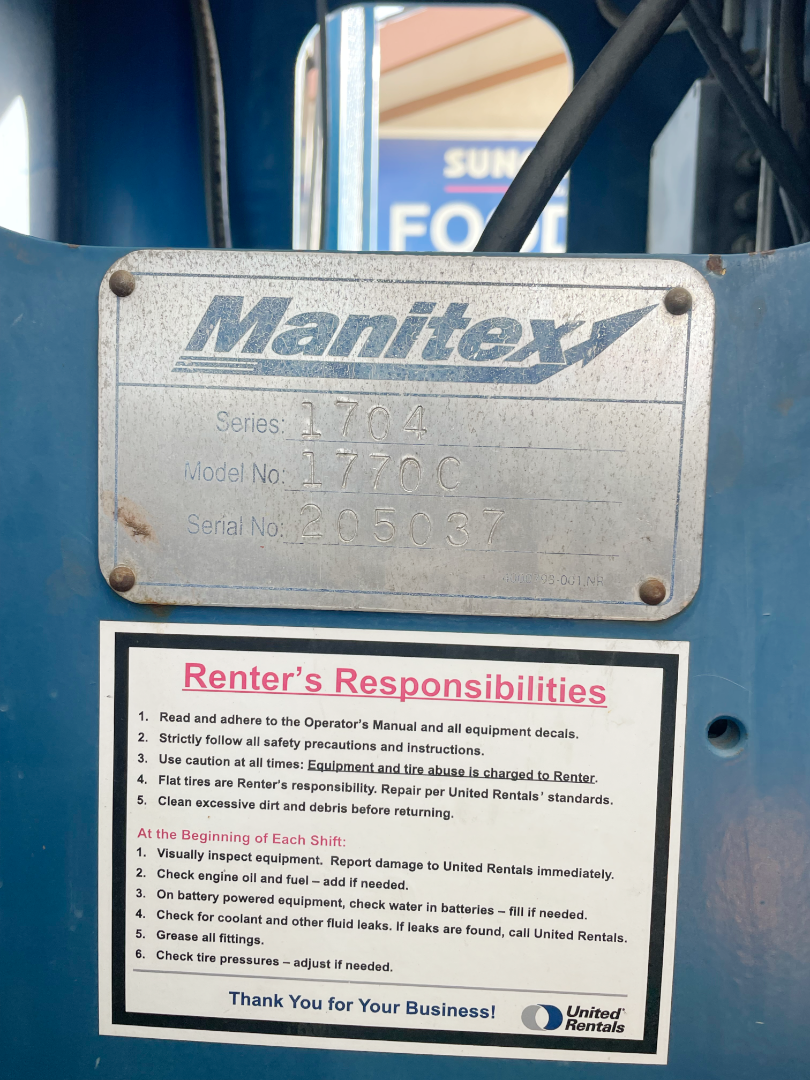 SUN
FOOD
Manitex
Series: 1704
Model No: 1770C
Serial No: 205037
Renter's Responsibilities
1. Read and adhere to the Operator's Manual and all equipment decals.
2. Strictly follow all safety precautions and instructions.
3. Use caution at all times: Equipment and tire abuse is charged to Renter.
4. Flat tires are Renter's responsibility. Repair per United Rentals' standards.
5. Clean excessive dirt and debris before returning.
At the Beginning of Each Shift:
1. Visually inspect equipment. Report damage to United Rentals immediately.
2. Check engine oil and fuel – add if needed.
3. On battery powered equipment, check water in batteries – fill if needed.
4. Check for coolant and other fluid leaks. If leaks are found, call United Rentals.
5. Grease all fittings.
6. Check tire pressures – adjust if needed.
Thank You for Your Business!
United
Rentals